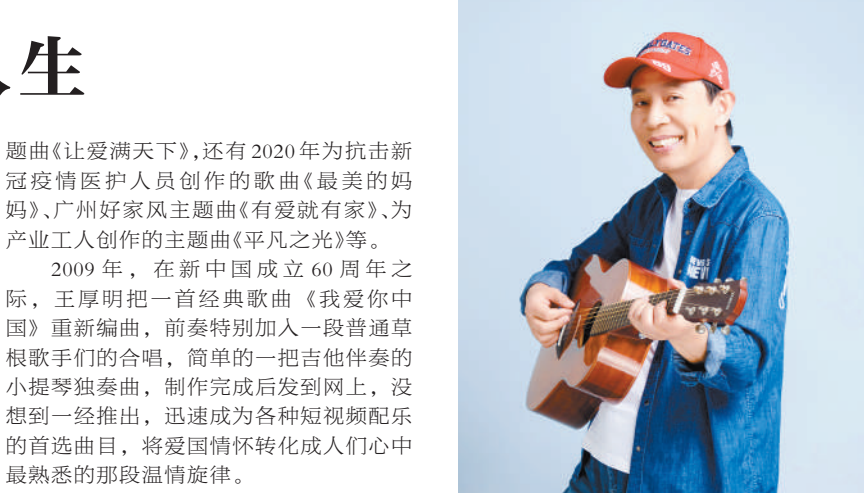 生
题曲《让爱满天下》,还有2020年为抗击新
冠疫情医护人员创作的歌曲《最美的妈
妈》、广州好家风主题曲《有爱就有家》、为
产业工人创作的主题曲《平凡之光》等。
2009年，在新中国成立60周年之
际，王厚明把一首经典歌曲《我爱你中
国》重新编曲，前奏特别加入一段普通草
根歌手们的合唱，简单的一把吉他伴奏的
小提琴独奏曲，制作完成后发到网上，没
想到一经推出，迅速成为各种短视频配乐
的首选曲目，将爱国情怀转化成人们心中
最熟悉的那段温情旋律。